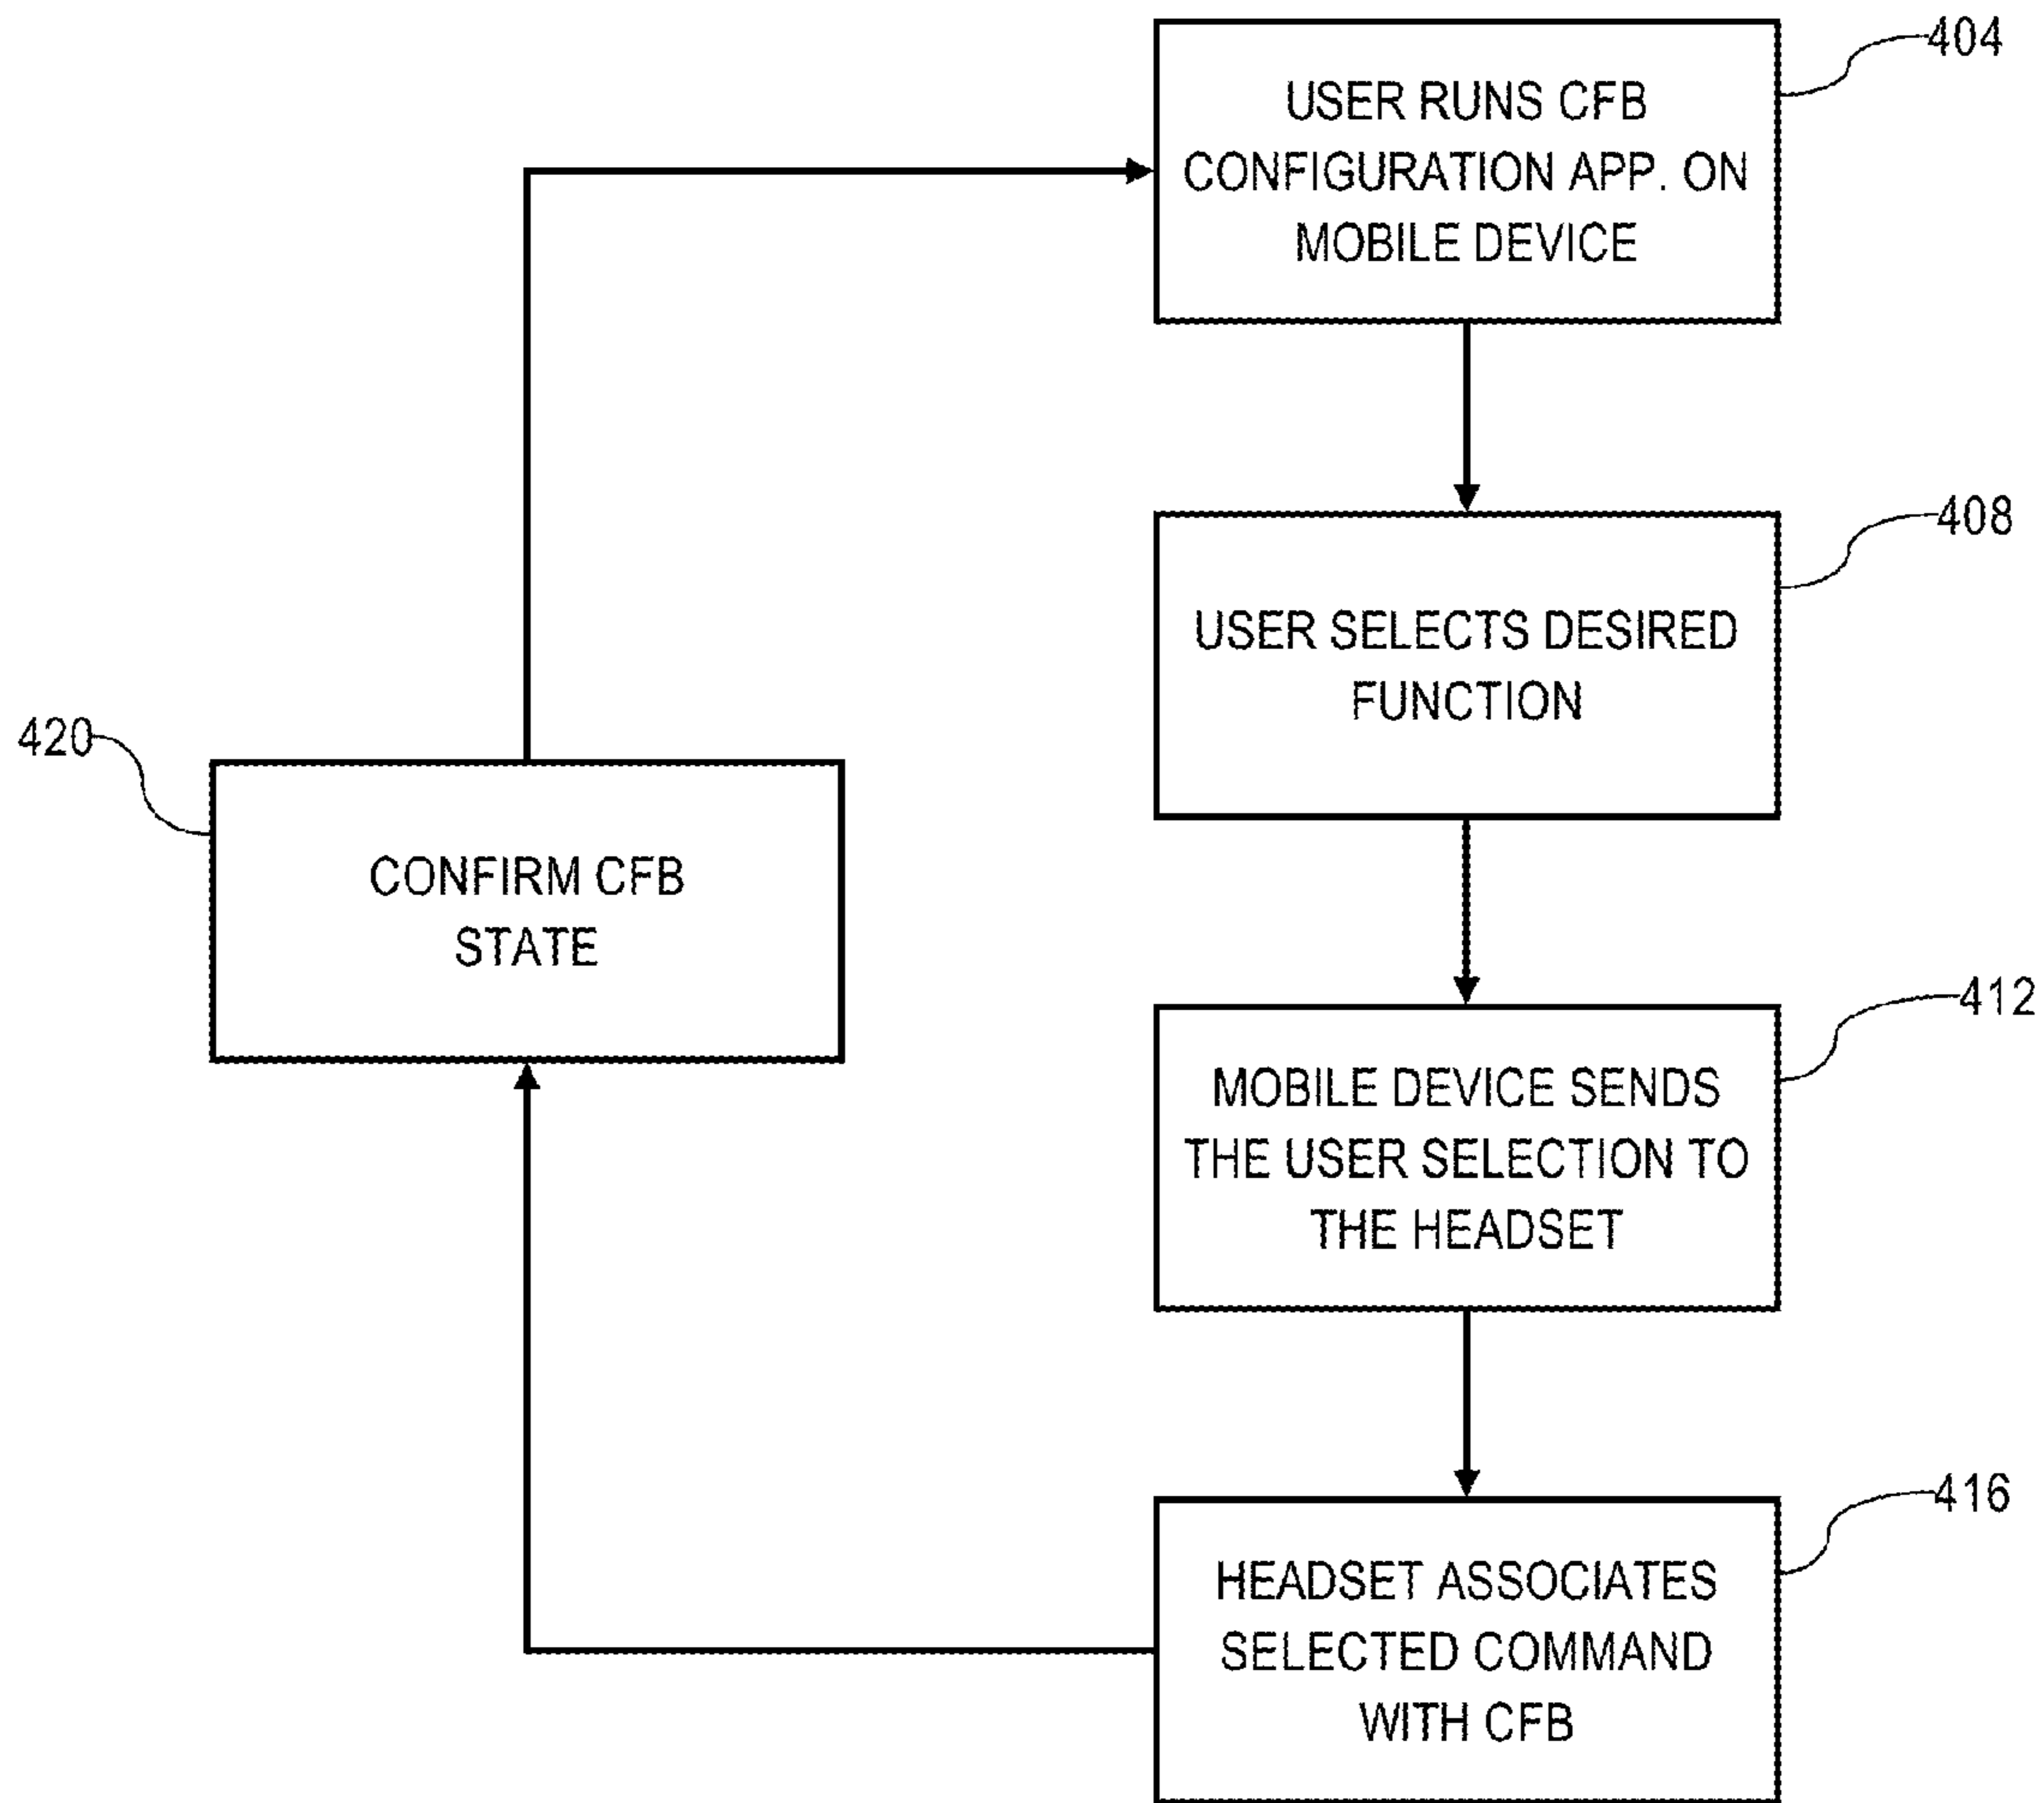 404
USER RUNS CFB
CONFIGURATION APP. ON
MOBILE DEVICE
408
USER SELECTS DESIRED
FUNCTION
420
CONFIRM CFB
STATE
412
MOBILE DEVICE SENDS
THE USER SELECTION TO
THE HEADSET
416
HEADSET ASSOCIATES
SELECTED COMMAND
WITH CFB